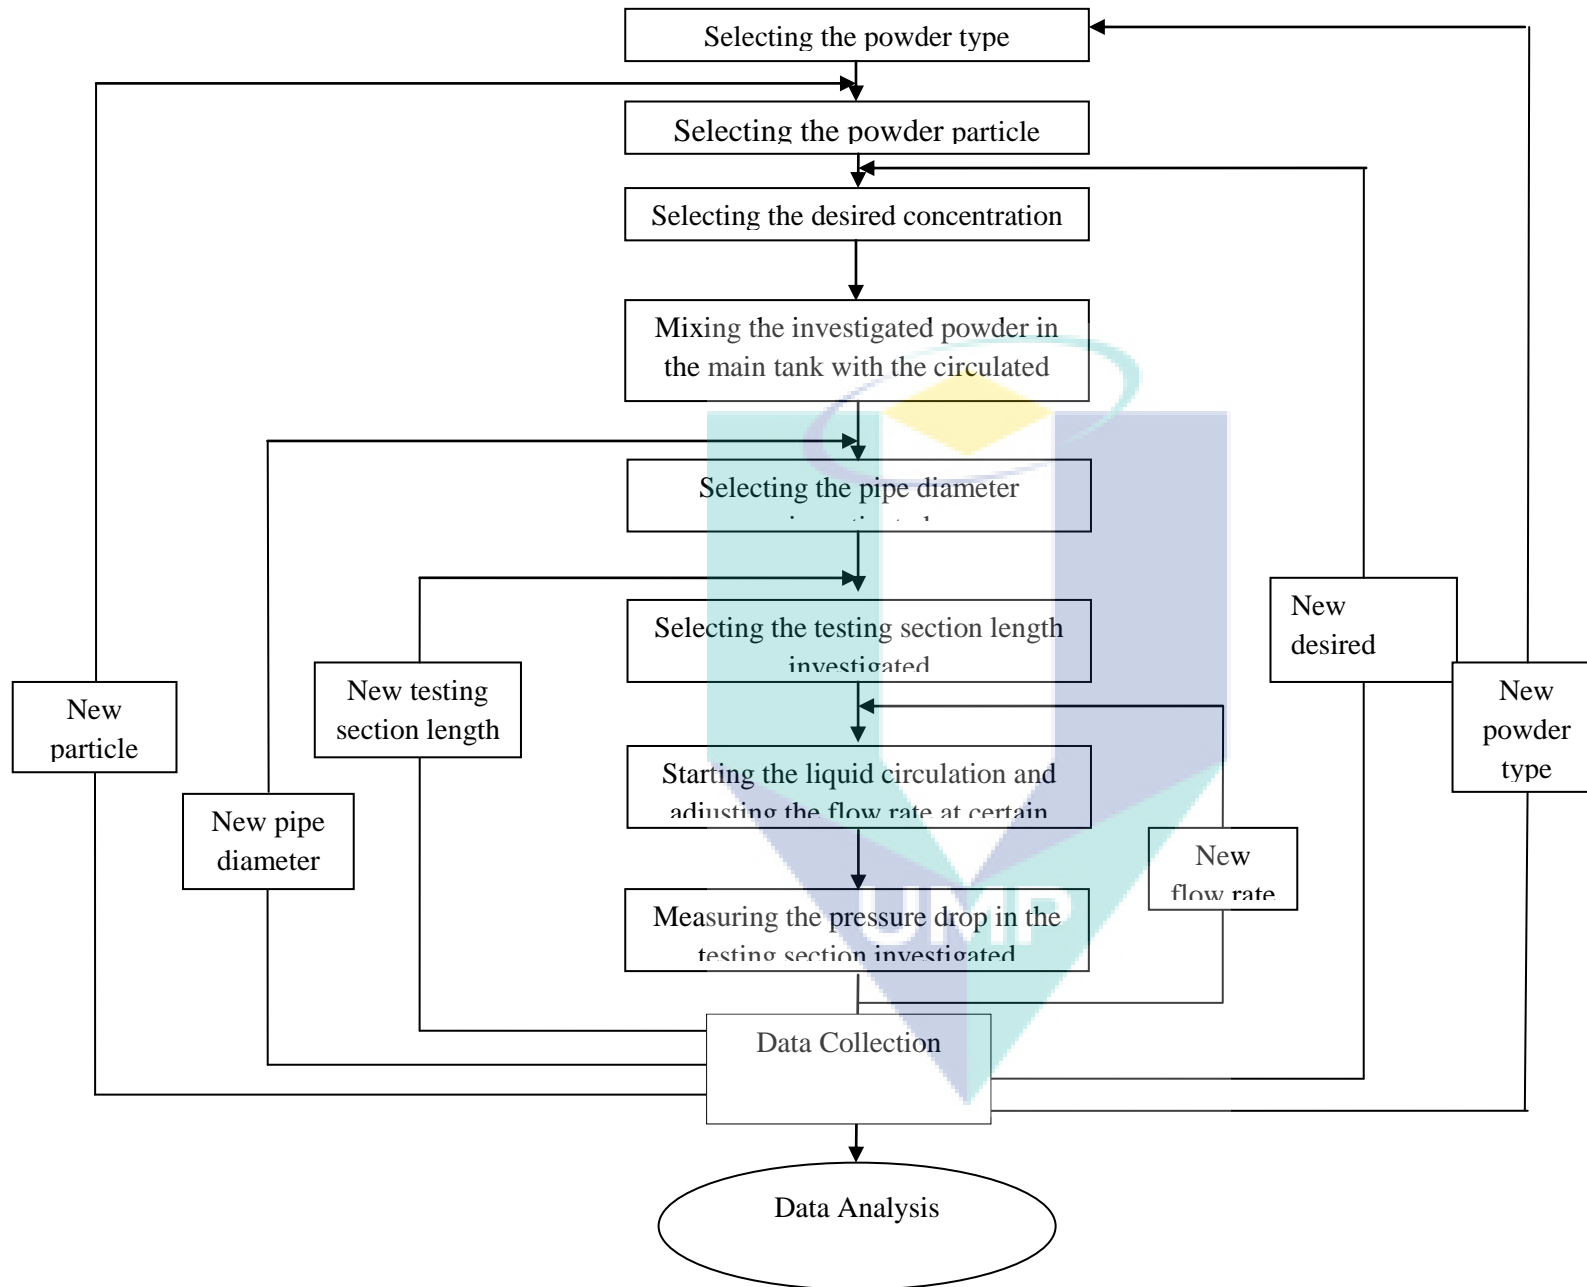 Selecting the powder type
Selecting the powder particle
Selecting the desired concentration
Mixing the investigated powder in
the main tank with the circulated
Selecting the pipe diameter
investigated
Selecting the testing section length
investigated
Starting the liquid circulation and
adjusting the flow rate at certain
Measuring the pressure drop in the
testing section investigated
Data Collection
Data Analysis
New
particle
New pipe
diameter
New testing
section length
New
flow rate
New
desired
New
powder
type
UMP